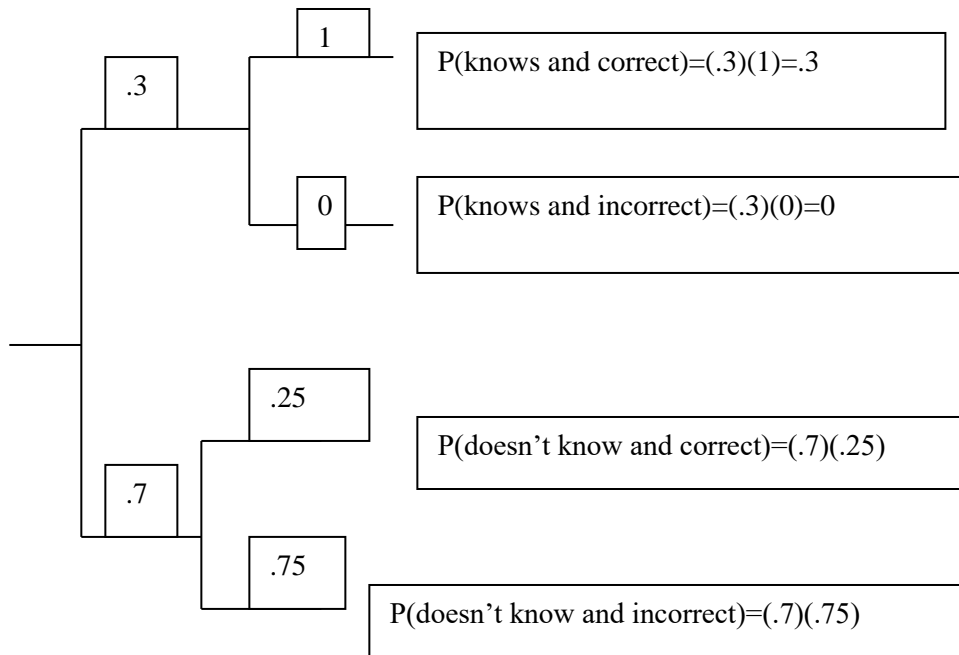 1
P(knows and correct)=(.3)(1)=.3
.3
0
P(knows and incorrect)=(.3)(0)=0
.25
P(doesn’t know and correct)=(.7)(.25)
.7
.75
P(doesn’t know and incorrect)=(.7)(.75)